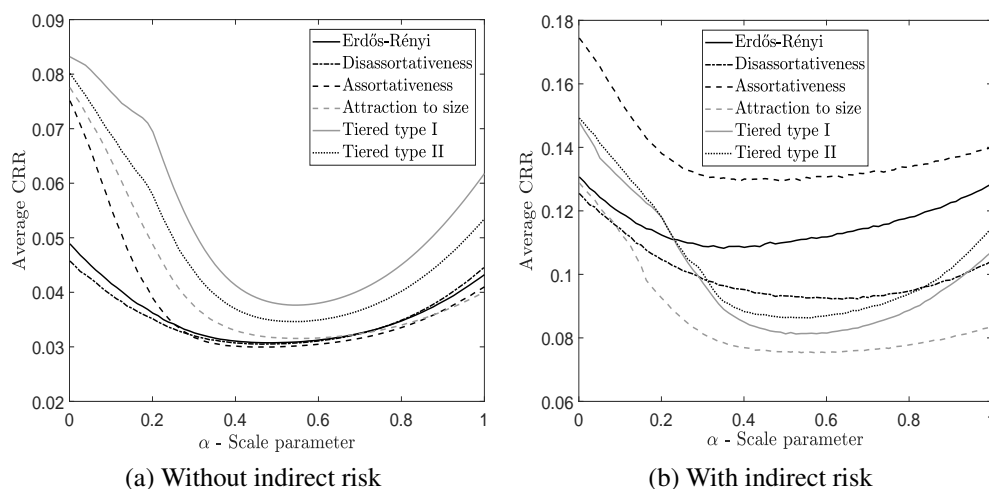 0.09
0.08
0.07
0.06
0.05
0.04
0.03
0.02
Average CRR
Erdős-Rényi
Disassortativeness
Assortativeness
Attraction to size
Tiered type I
Tiered type II
0 0.2 0.4 0.6 0.8 1
α - Scale parameter
(a) Without indirect risk
0.18
0.16
0.14
0.12
0.1
0.08
0.06
Average CRR
Erdős-Rényi
Disassortativeness
Assortativeness
Attraction to size
Tiered type I
Tiered type II
0 0.2 0.4 0.6 0.8 1
α - Scale parameter
(b) With indirect risk